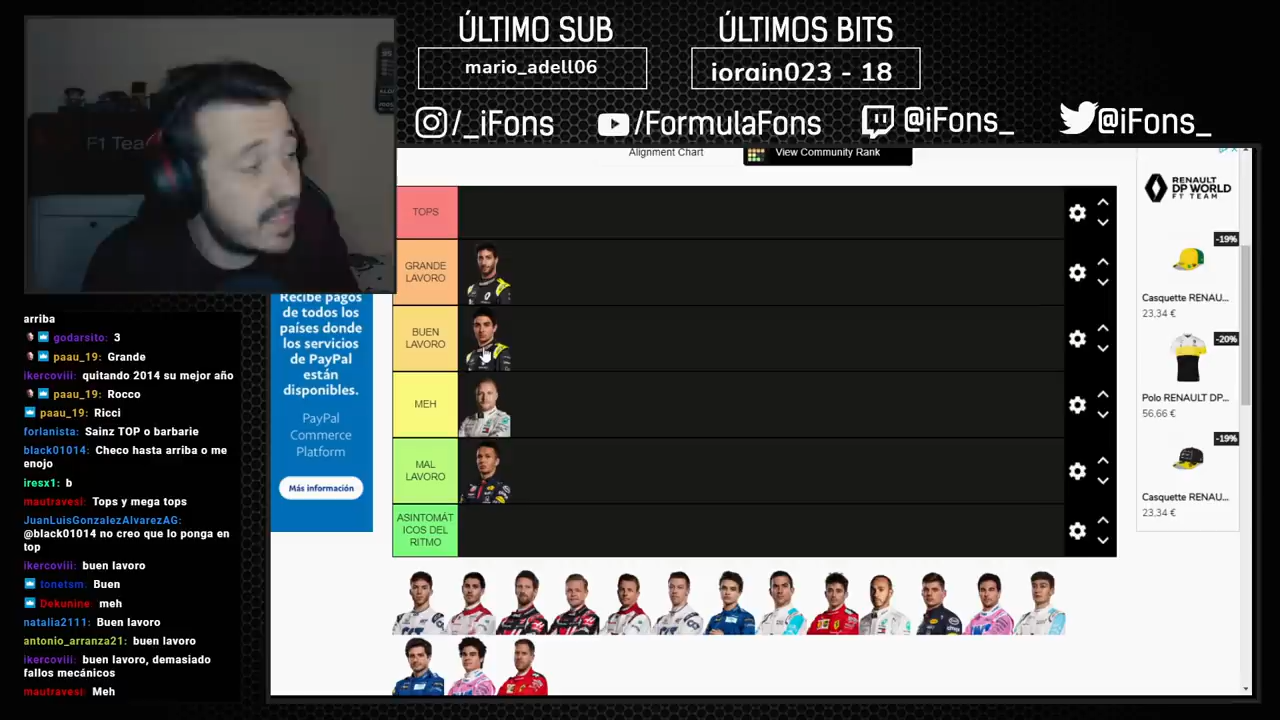 ÚLTIMO SUB
mario_adell06
ÚLTIMOS BITS
iorgin023 - 18
/_iFons
/FormulaFons
@iFons_
@iFons_
F1 Tea
Alignment Chart
View Community Rank
TOPS
GRANDE
LAVORO
BUEN
LAVORO
MEH
MAL
LAVORO
ASINTOMÁT
ICOS DEL
RITMO
Recibe pagos
de todos los
países donde
los servicios
de PayPal
están
disponibles.
PayPal
Commerce
Platform
Más información
RENAULT
DP WORLD
F1 TEAM
-19%
Casquette RENAU...
23.34 €
-20%
Polo RENAULT DP...
56.66 €
-19%
Casquette RENAU...
23.34 €
arriba
godarsito: 3
paau_19: Grande
ikercoviii: quitando 2014 su mejor año
paau_19: Rocco
paau_19: Ricci
forlanista: Sainz TOP o barbarie
black01014: Checo hasta arriba o me
enojo
iresx1: b
mautravesi: Tops y mega tops
JuanLuisGonzalezAlvarezAG:
@black01014 no creo que lo ponga en
top
ikercoviii: buen lavoro
tonetsm: Buen
Dekunine: meh
natalia2111: Buen lavoro
antonio_arranza21: buen lavoro
ikercoviii: buen lavoro, demasiado
fallos mecánicos
mautravesi: Meh